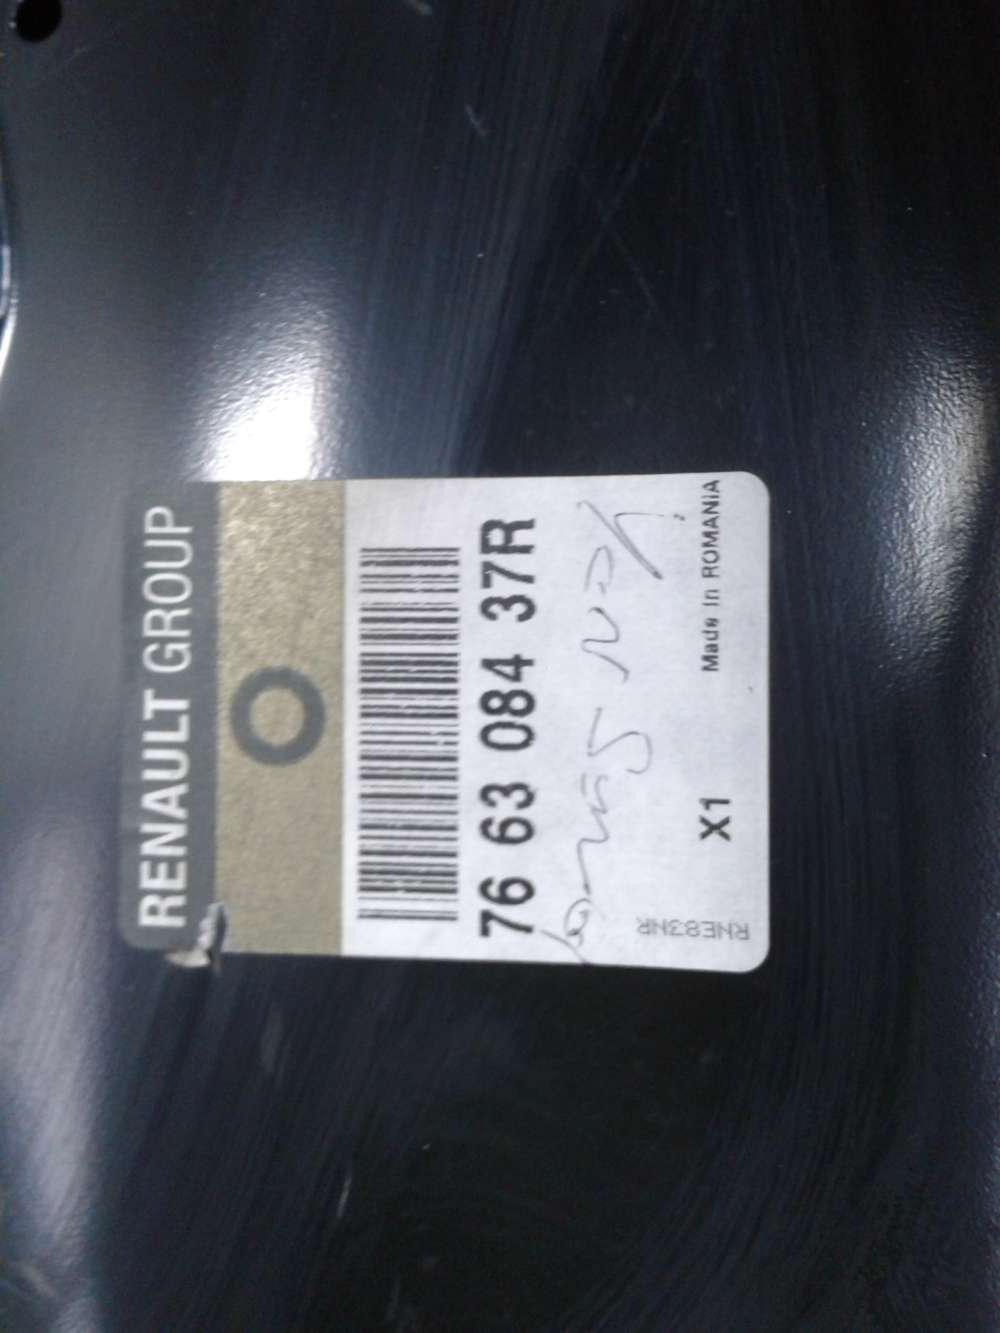 RENAULT GROUP
76 63 084 37R
X1
Made in ROMANIA
RNE83NR